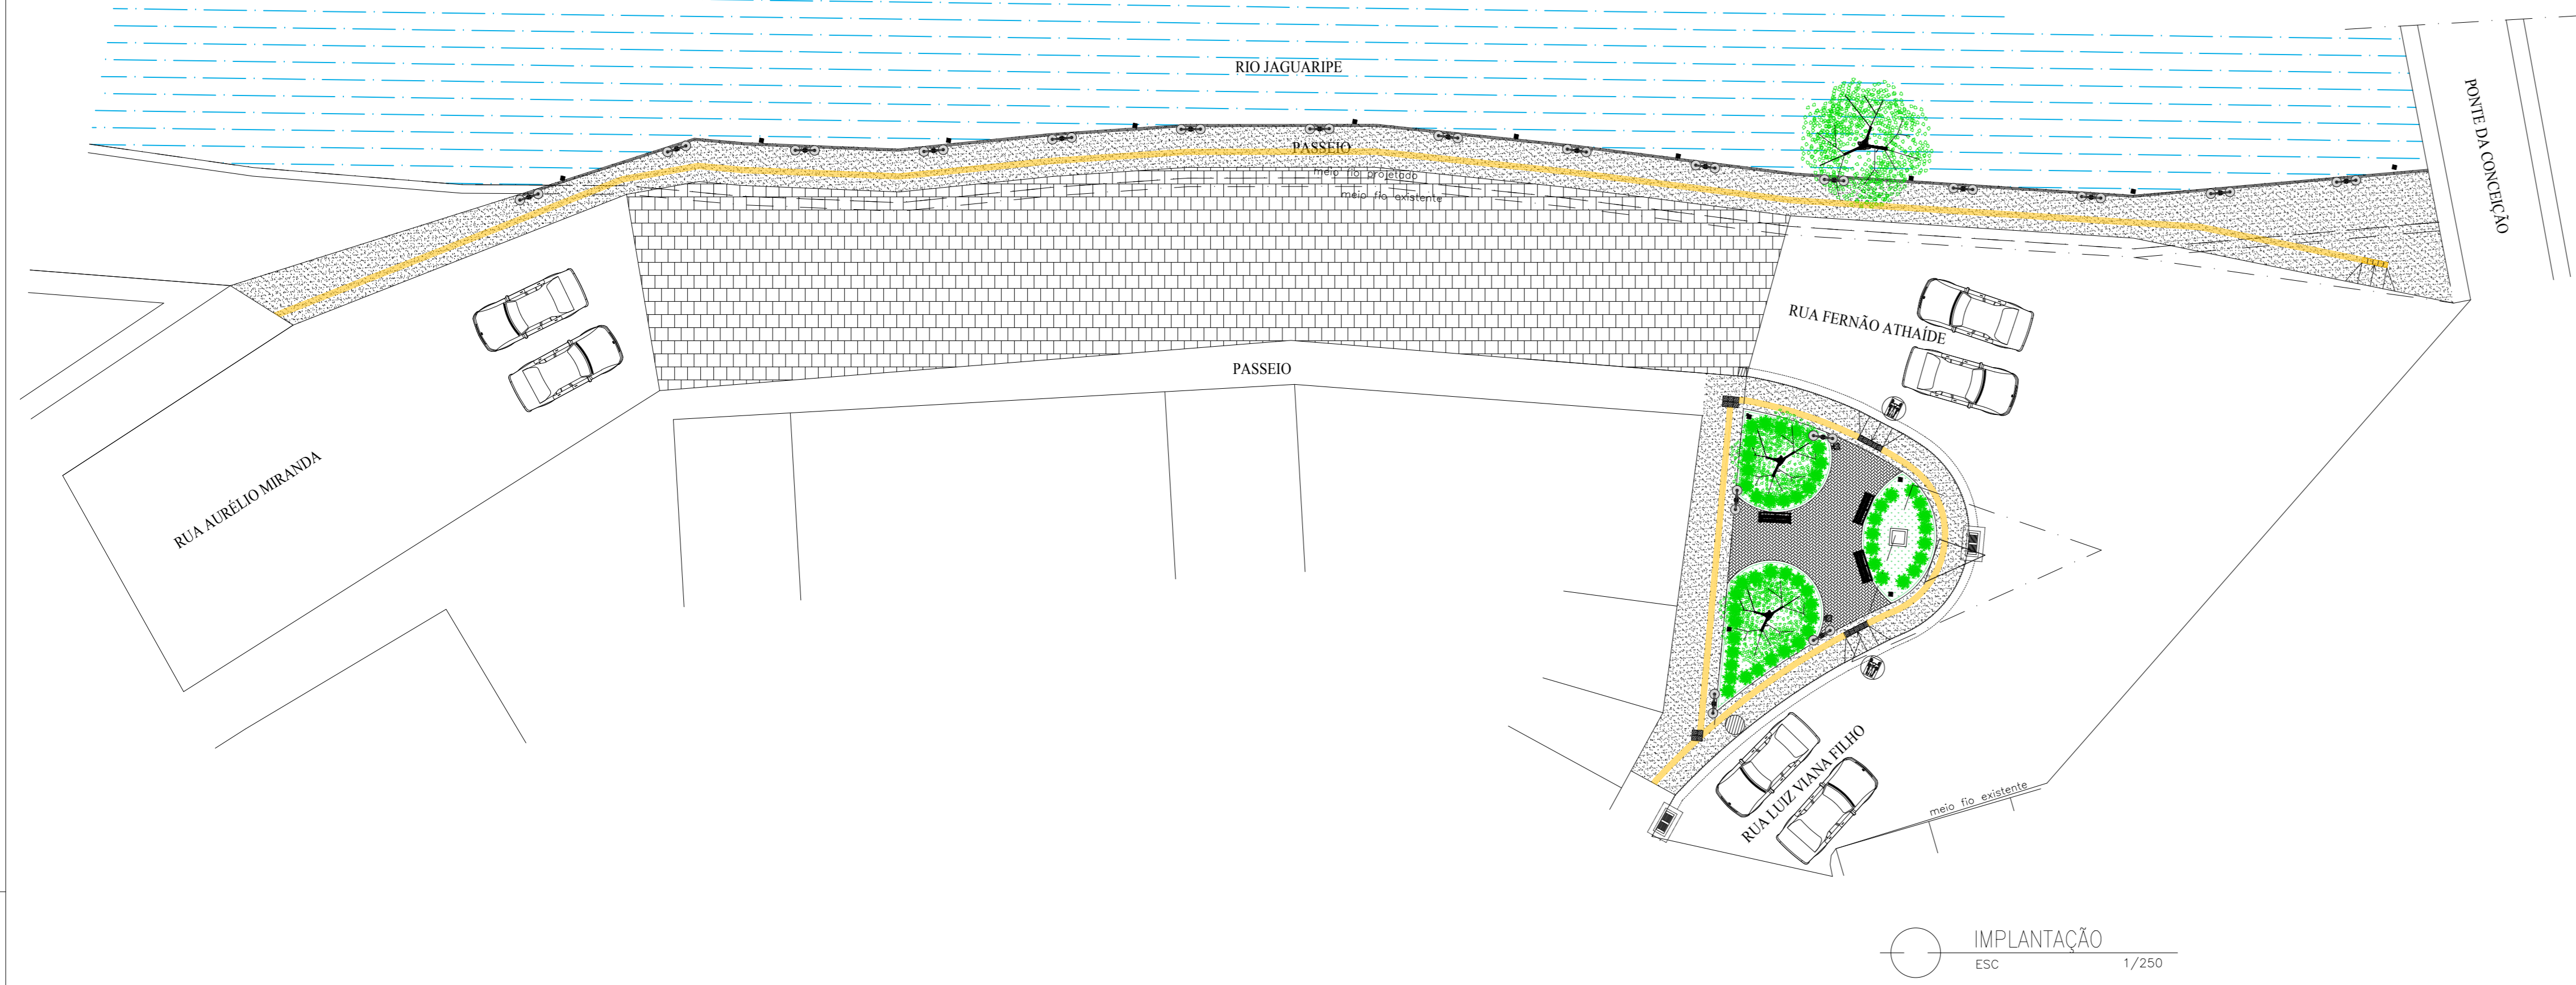 RIO JAGUARIPE
PONTE DA CONCEIÇÃO
PASSEIO
meio fio projetado
meio fio existente
RUA FERNÃO ATHAÍDE
PASSEIO
RUA AURÉLIO MIRANDA
RUA LUIZ VIANA FILHO
meio fio existente
IMPLANTAÇÃO
ESC 1/250